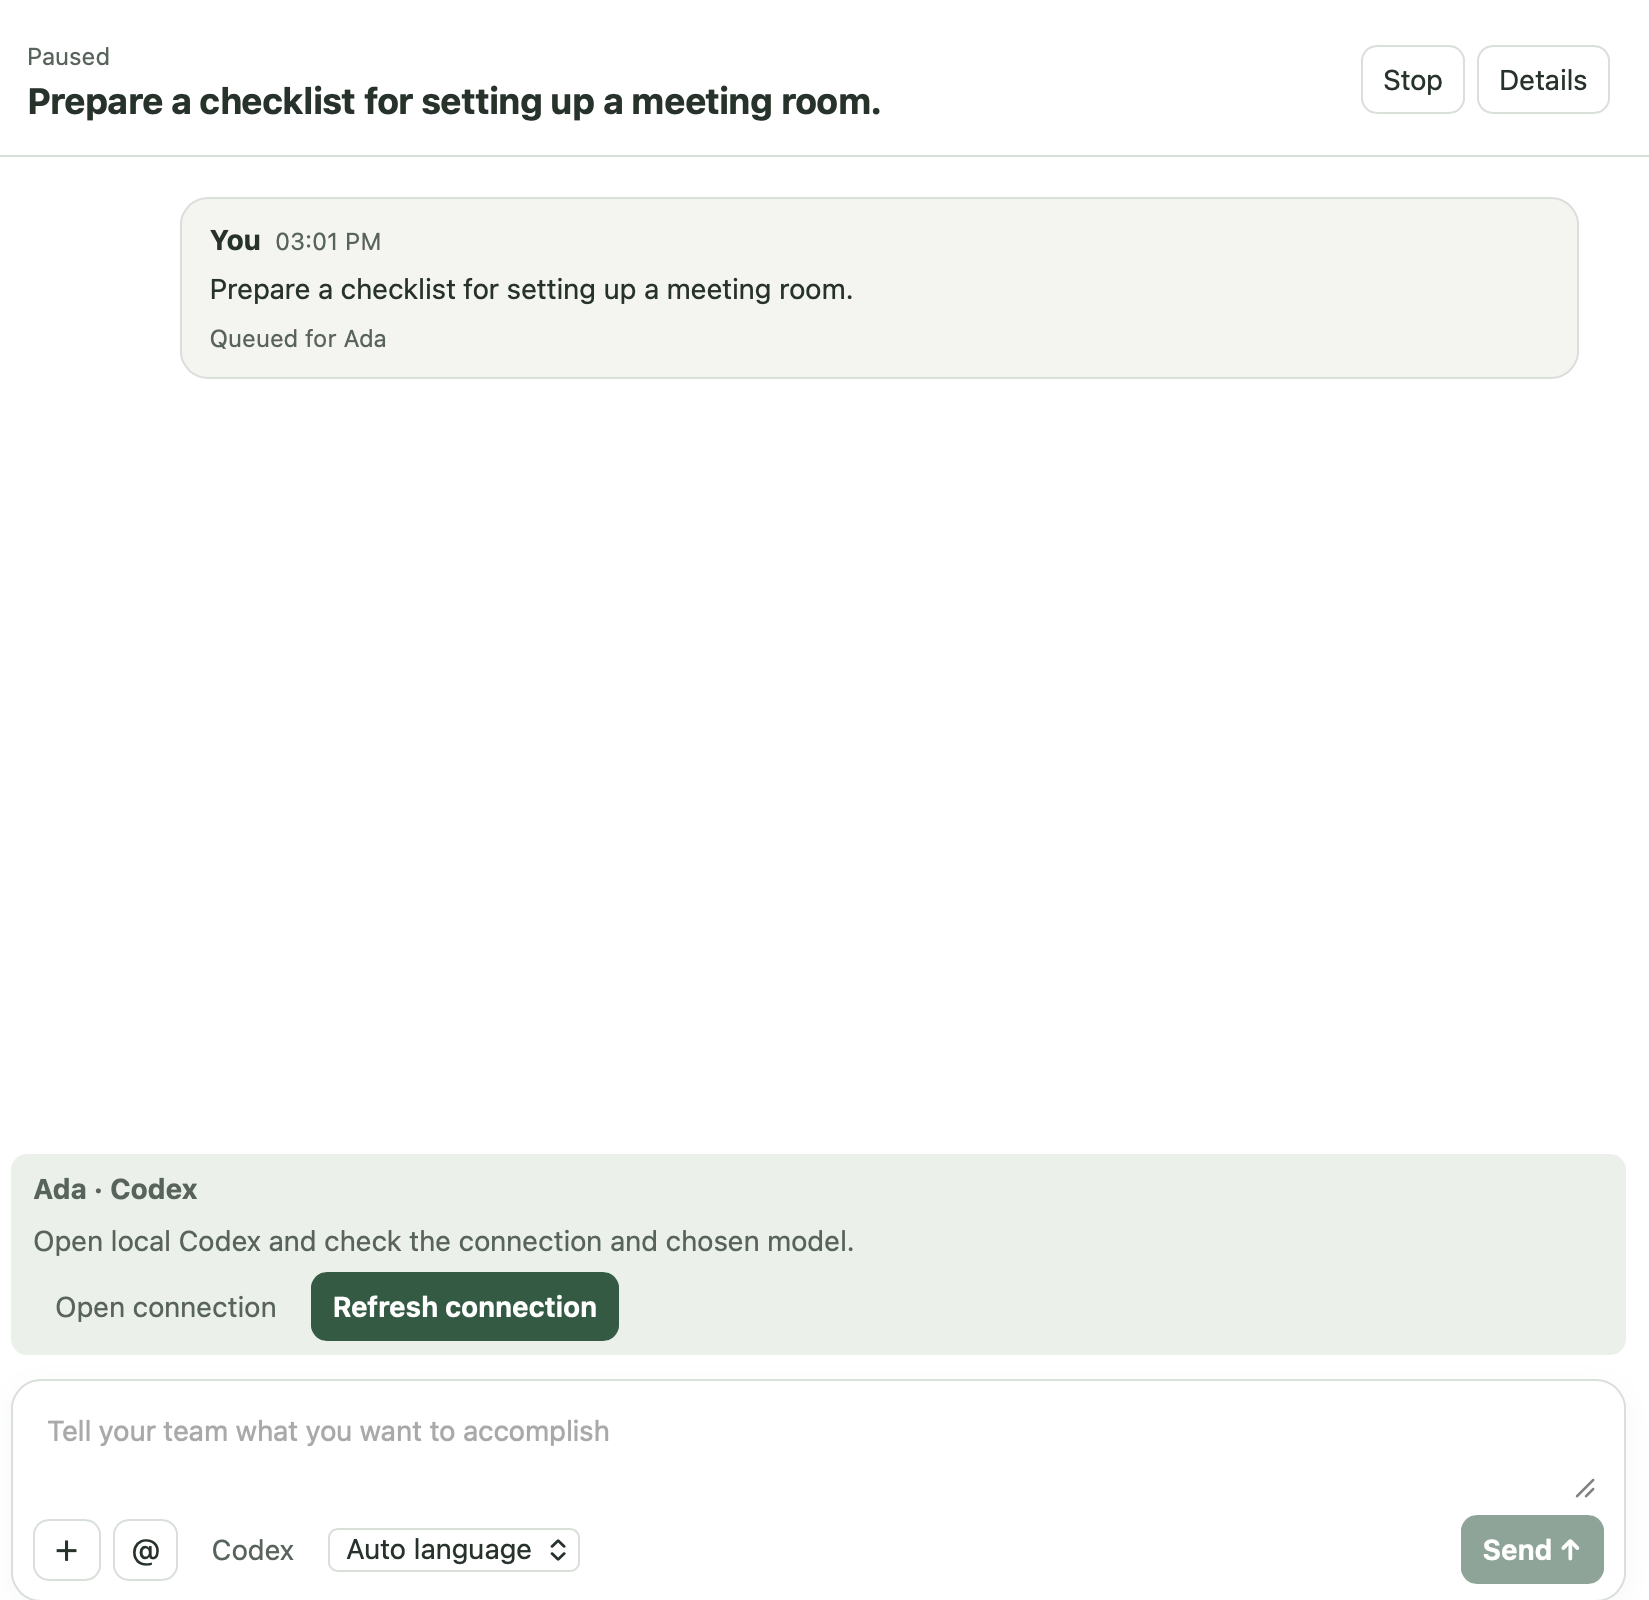 Paused
Prepare a checklist for setting up a meeting room.
Stop
Details
You 03:01 PM
Prepare a checklist for setting up a meeting room.
Queued for Ada
Ada · Codex
Open local Codex and check the connection and chosen model.
Open connection
Refresh connection
Tell your team what you want to accomplish
+ @ Codex Auto language
Send ↑